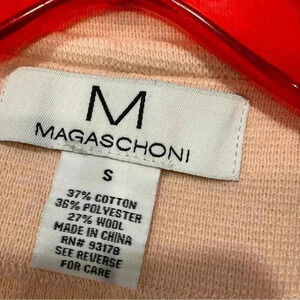 M
MAGASCHONI
S
37% COTTON
36% POLYESTER
27% WOOL
MADE IN CHINA
RN# 93178
SEE REVERSE
FOR CARE